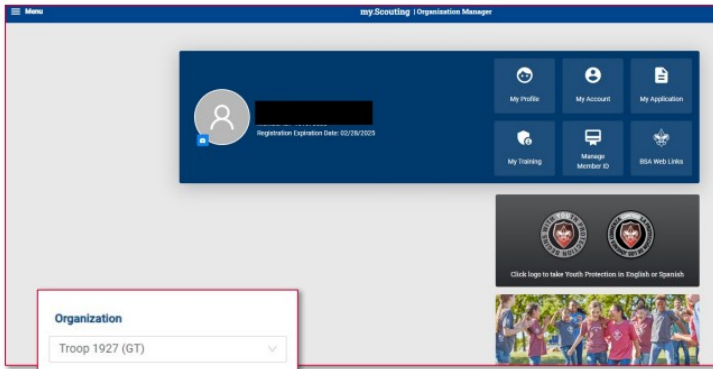 Menu
my.Scouting | Organization Manager
Registration Expiration Date: 02/28/2025
My Profile
My Account
My Application
My Training
Manage
Member ID
BSA Web Links
Click logo to take Youth Protection in English or Spanish
Organization
Troop 1927 (GT)